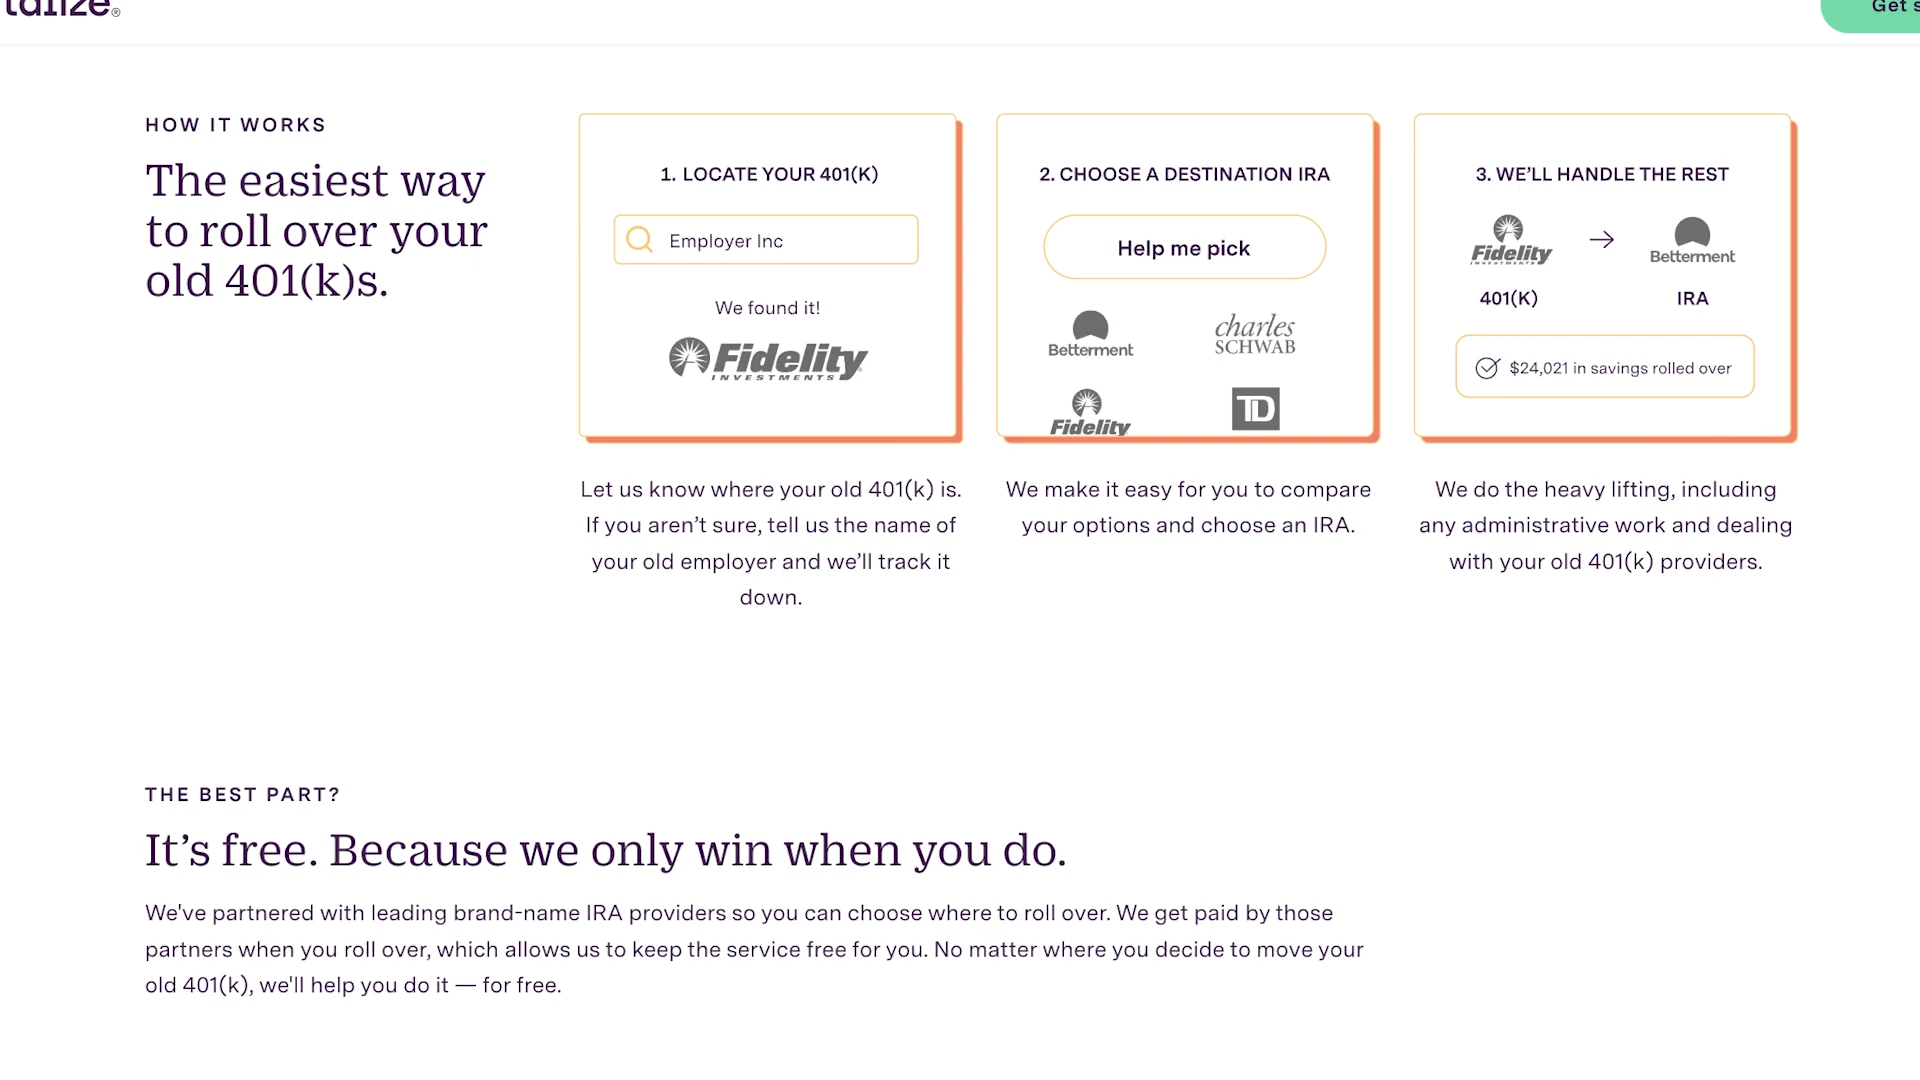 Get s
HOW IT WORKS
The easiest way
to roll over your
old 401(k)s.
1. LOCATE YOUR 401(K)
Employer Inc
We found it!
Fidelity
INVESTMENTS
Let us know where your old 401(k) is.
If you aren’t sure, tell us the name of
your old employer and we’ll track it
down.
2. CHOOSE A DESTINATION IRA
Help me pick
Betterment
charles
SCHWAB
Fidelity
TD
We make it easy for you to compare
your options and choose an IRA.
3. WE’LL HANDLE THE REST
Fidelity
INVESTMENTS
Betterment
401(K)
IRA
$24,021 in savings rolled over
We do the heavy lifting, including
any administrative work and dealing
with your old 401(k) providers.
THE BEST PART?
It’s free. Because we only win when you do.
We've partnered with leading brand-name IRA providers so you can choose where to roll over. We get paid by those
partners when you roll over, which allows us to keep the service free for you. No matter where you decide to move your
old 401(k), we'll help you do it — for free.